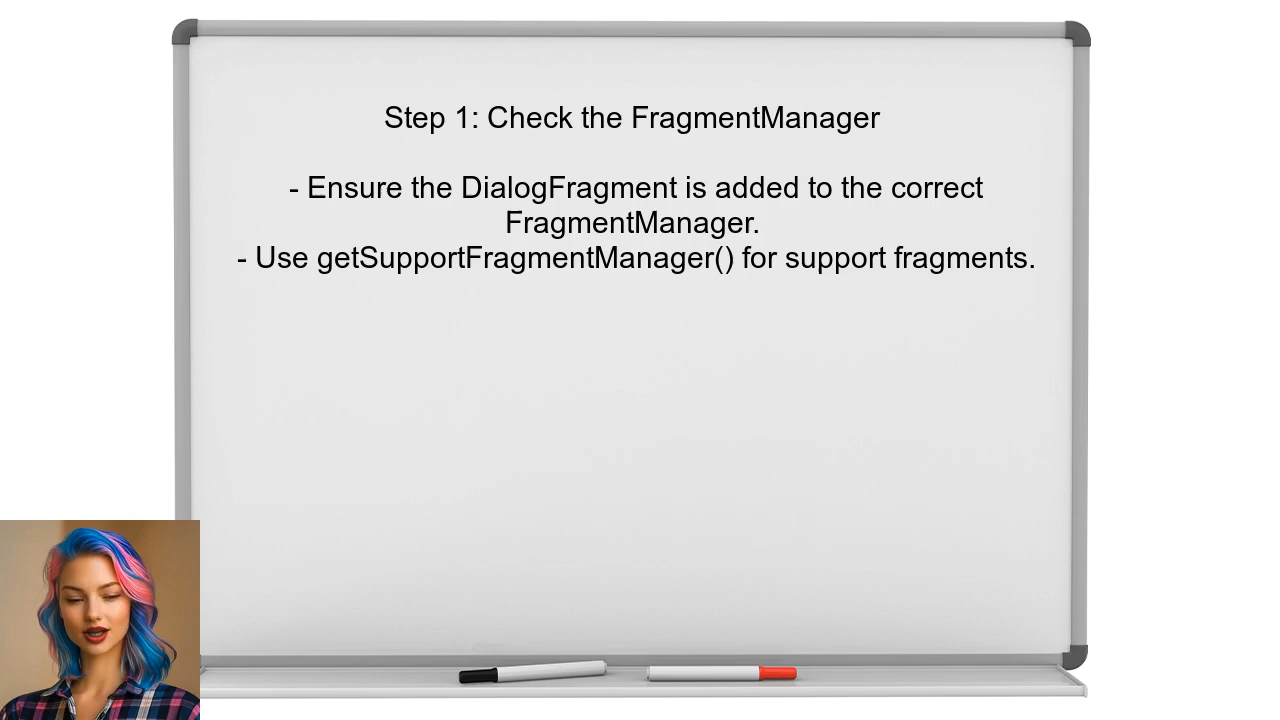 Step 1: Check the FragmentManager
- Ensure the DialogFragment is added to the correct
FragmentManager.
- Use getSupportFragmentManager() for support fragments.